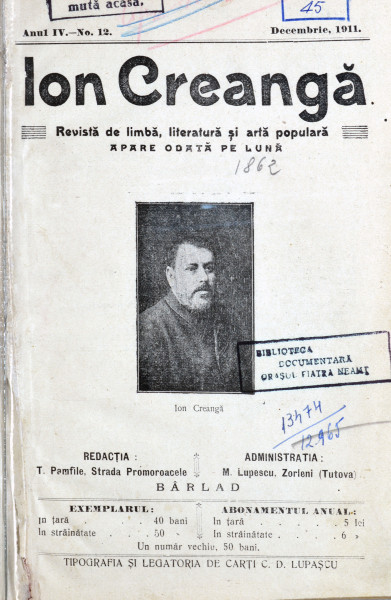 mută acasă.
45
Anul IV.—No. 12.
Decembrie, 1911.
Ion Creangă
Revistă de limbă, literatură și artă populară
APARE ODATĂ PE LUNĂ
1862
BIBLIOTECA
DOCUMENTARĂ
ORAȘUL PIATRA NEAMȚ
Ion Creangă
13474
12965
REDACȚIA :
T. Pamfile, Strada Promoroacele
ADMINISTRAȚIA :
M. Lupescu, Zorleni (Tutova)
BÂRLAD
EXEMPLARUL:
In țară . . . . . 40 bani
In străinătate . . . . 50 »
ABONAMENTUL ANUAL:
In țară . . . . . 5 lei
In străinătate . . . . 6 »
Un număr vechiu, 50 bani.
TIPOGRAFIA ȘI LEGATORIA DE CĂRȚI C. D. LUPAȘCU